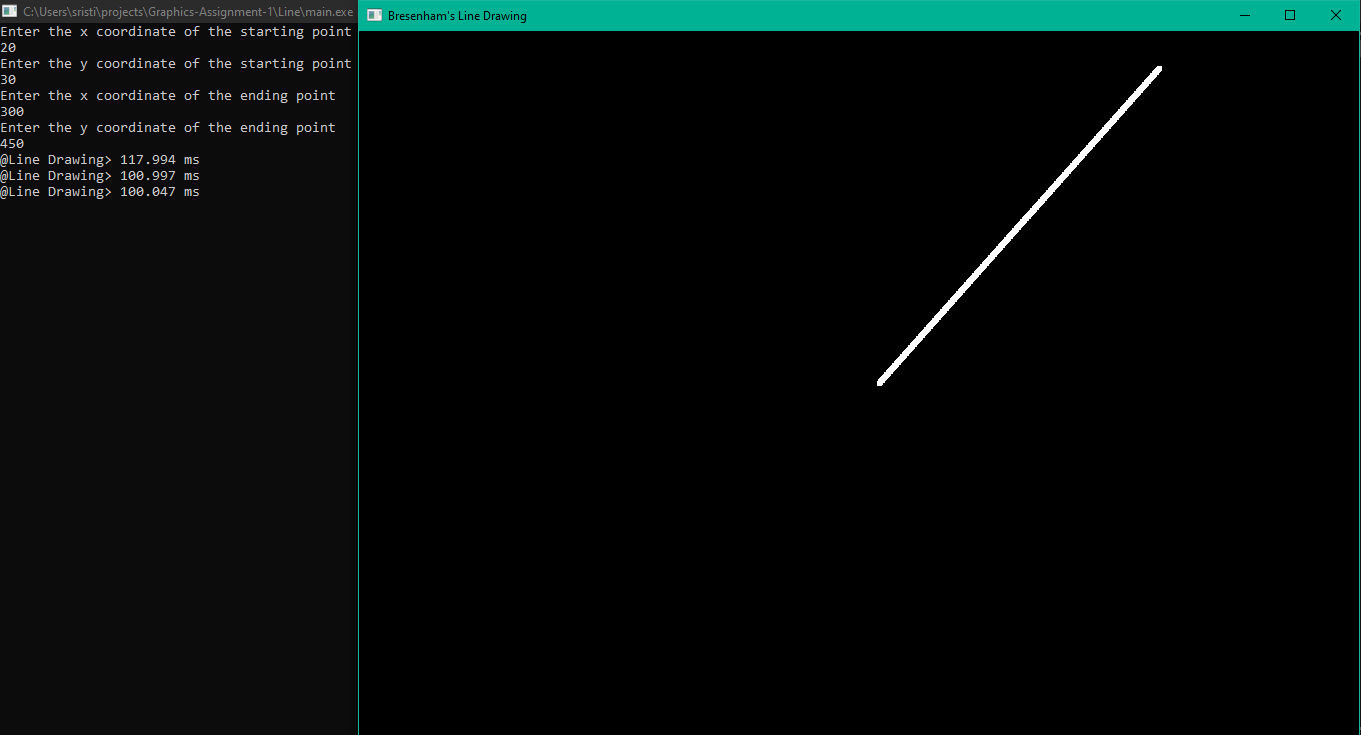 C:\Users\sristi\projects\Graphics-Assignment-1\Line\main.exe
Enter the x coordinate of the starting point
20
Enter the y coordinate of the starting point
30
Enter the x coordinate of the ending point
300
Enter the y coordinate of the ending point
450
@Line Drawing> 117.994 ms
@Line Drawing> 100.997 ms
@Line Drawing> 100.047 ms
Bresenham's Line Drawing